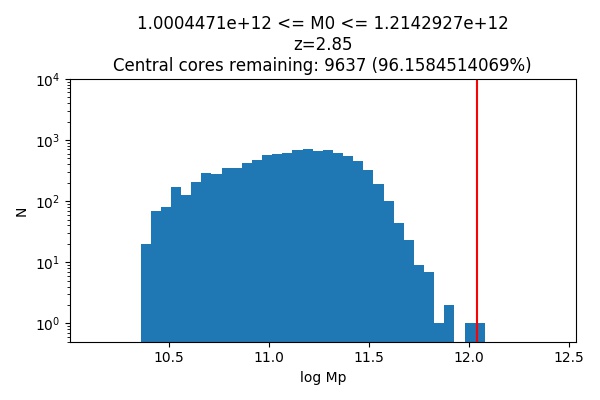 1.0004471e+12 <= M0 <= 1.2142927e+12
z=2.85
Central cores remaining: 9637 (96.1584514069%)
10^4
10^3
10^2
10^1
10^0
N
10.5 11.0 11.5 12.0 12.5
log Mp